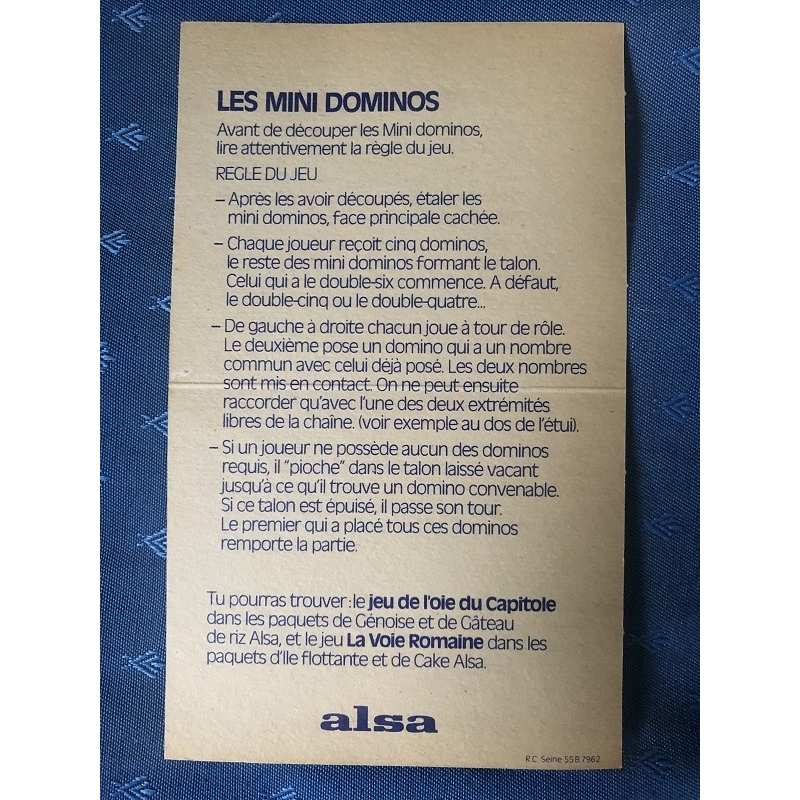 LES MINI DOMINOS
Avant de découper les Mini dominos,
lire attentivement la règle du jeu.
REGLE DU JEU
– Après les avoir découpés, étaler les
mini dominos, face principale cachée.
– Chaque joueur reçoit cinq dominos,
le reste des mini dominos formant le talon.
Celui qui a le double-six commence. A défaut,
le double-cinq ou le double-quatre...
– De gauche à droite chacun joue à tour de rôle.
Le deuxième pose un domino qui a un nombre
commun avec celui déjà posé. Les deux nombres
sont mis en contact. On ne peut ensuite
raccorder qu'avec l'une des deux extrémités
libres de la chaîne. (voir exemple au dos de l'étui).
– Si un joueur ne possède aucun des dominos
requis, il "pioche" dans le talon laissé vacant
jusqu'à ce qu'il trouve un domino convenable.
Si ce talon est épuisé, il passe son tour.
Le premier qui a placé tous ces dominos
remporte la partie.
Tu pourras trouver : le jeu de l'oie du Capitole
dans les paquets de Génoise et de Gâteau
de riz Alsa, et le jeu La Voie Romaine dans les
paquets d'Ile flottante et de Cake Alsa.
alsa
R.C. Seine 55 B 7962